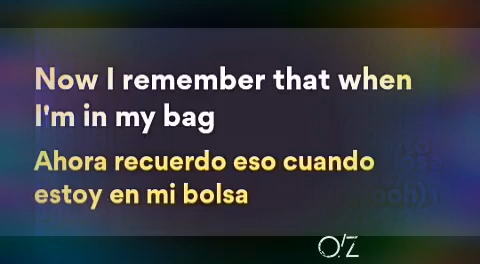 Now I remember that when
I'm in my bag
Ahora recuerdo eso cuando
estoy en mi bolsa
O/Z